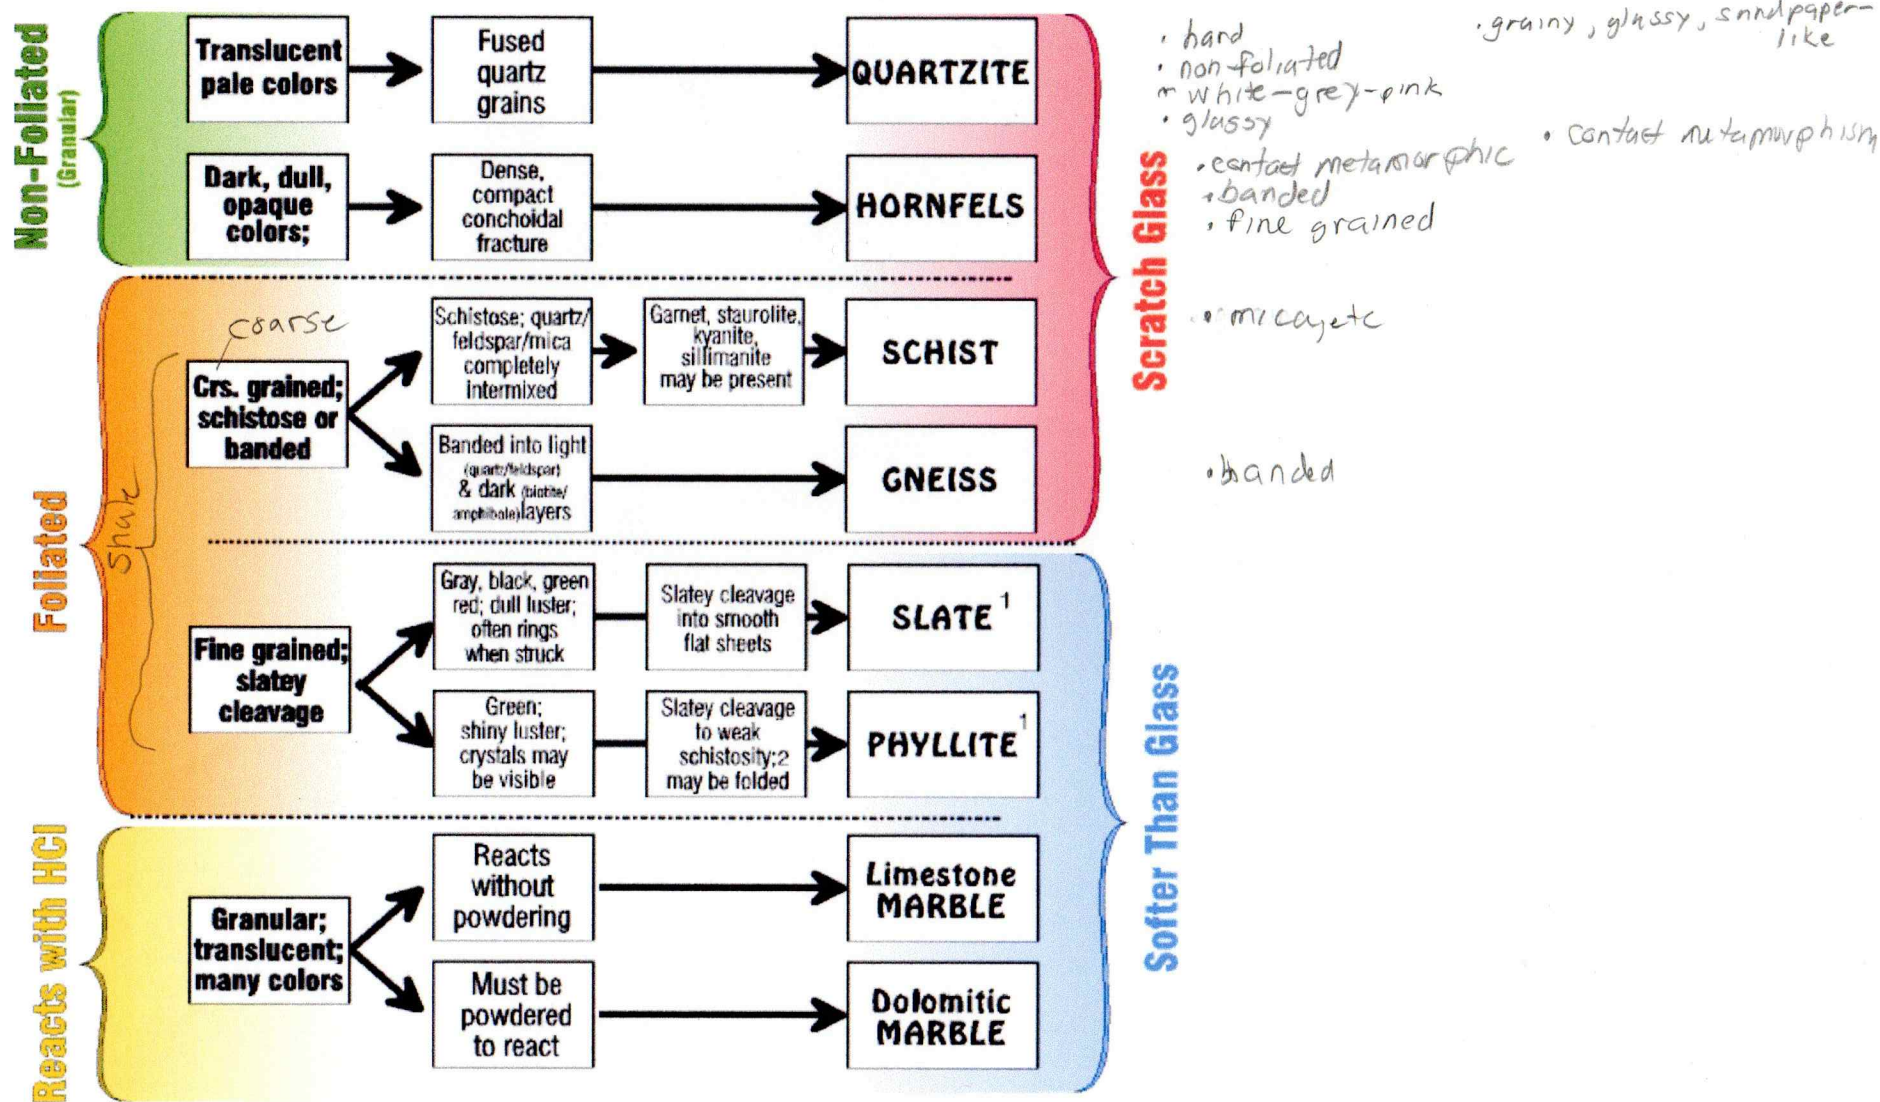 Non-Foliated
(Granular)
Translucent
pale colors
Fused
quartz
grains
QUARTZITE
Dark, dull,
opaque
colors;
Dense,
compact
conchoidal
fracture
HORNFELS
Scratch Glass
· hard
· non-foliated
white-grey-pink
· glassy
· grainy, glassy, sandpaper-
like
· contact metamorphic
· banded
· fine grained
· contact metamorphism
Foliated
shale
coarse
Crs. grained;
schistose or
banded
Schistose; quartz/
feldspar/mica
completely
intermixed
Garnet, staurolite,
kyanite,
sillimanite
may be present
SCHIST
· mica, etc
Banded into light
(quartz/feldspar)
& dark (biotite/
amphibole) layers
GNEISS
· banded
Fine grained;
slatey
cleavage
Gray, black, green
red; dull luster;
often rings
when struck
Slatey cleavage
into smooth
flat sheets
SLATE 1
Green;
shiny luster;
crystals may
be visible
Slatey cleavage
to weak
schistosity;2
may be folded
PHYLLITE 1
Softer Than Glass
Reacts with HCl
Granular;
translucent;
many colors
Reacts
without
powdering
Limestone
MARBLE
Must be
powdered
to react
Dolomitic
MARBLE